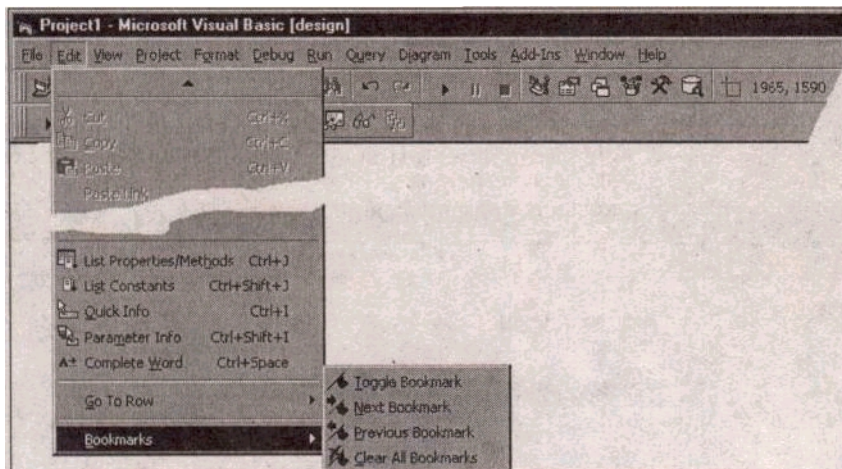 Project1 - Microsoft Visual Basic [design]
File Edit View Project Format Debug Run Query Diagram Tools Add-Ins Window Help
1965, 1590
Cut Ctrl+X
Copy Ctrl+C
Paste Ctrl+V
Paste Link
List Properties/Methods Ctrl+J
List Constants Ctrl+Shift+J
Quick Info Ctrl+I
Parameter Info Ctrl+Shift+I
Complete Word Ctrl+Space
Go To Row
Bookmarks
Toggle Bookmark
Next Bookmark
Previous Bookmark
Clear All Bookmarks